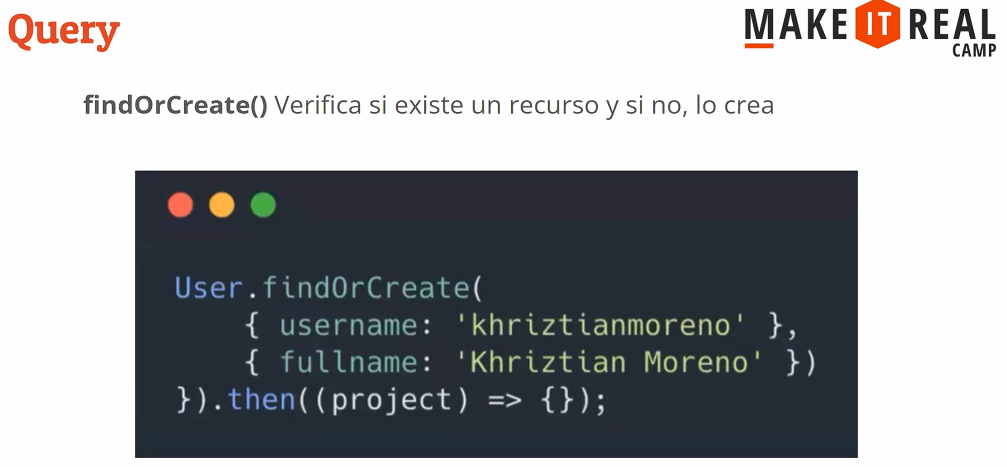 Query
MAKE IT REAL
CAMP
findOrCreate() Verifica si existe un recurso y si no, lo crea
User.findOrCreate(
{ username: 'khriztianmoreno' },
{ fullname: 'Khriztian Moreno' })
}).then((project) => {});